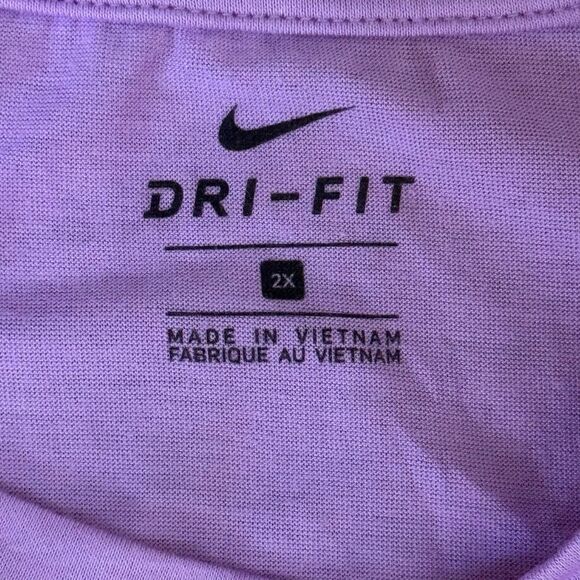 DRI-FIT
2X
MADE IN VIETNAM
FABRIQUE AU VIETNAM